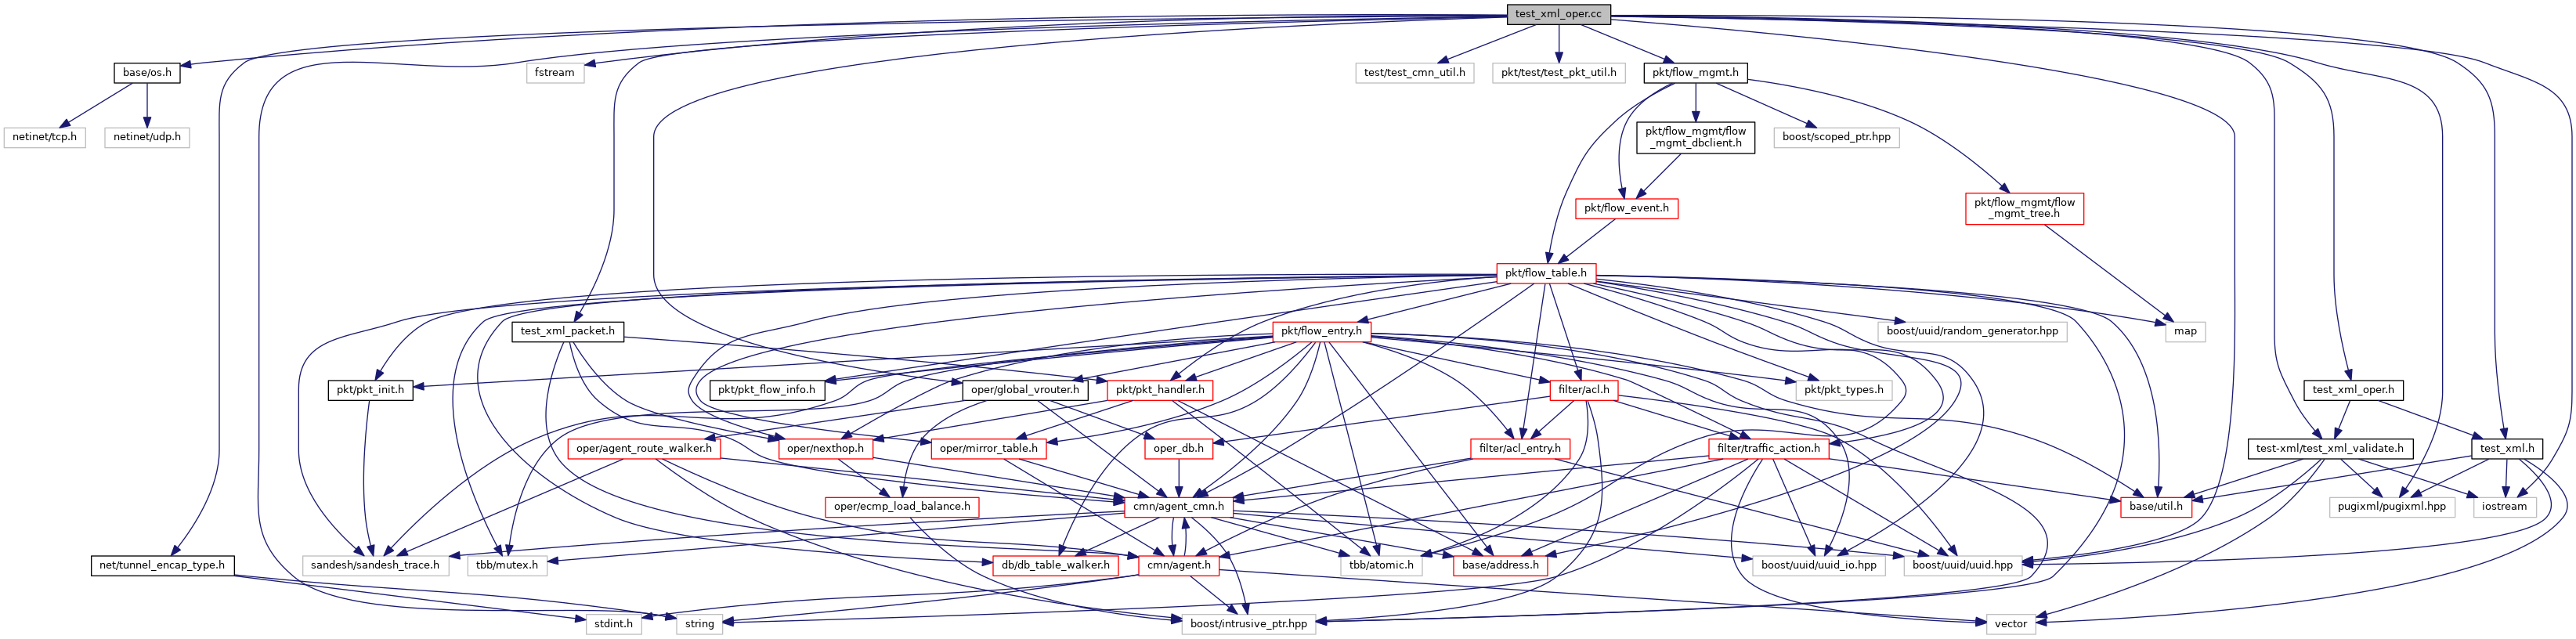 test_xml_oper.cc
base/os.h
fstream
test/test_cmn_util.h
pkt/test/test_pkt_util.h
pkt/flow_mgmt.h
netinet/tcp.h
netinet/udp.h
pkt/flow_mgmt/flow
_mgmt_dbclient.h
boost/scoped_ptr.hpp
pkt/flow_event.h
pkt/flow_mgmt/flow
_mgmt_tree.h
pkt/flow_table.h
test_xml_packet.h
pkt/flow_entry.h
boost/uuid/random_generator.hpp
map
pkt/pkt_init.h
pkt/pkt_flow_info.h
oper/global_vrouter.h
pkt/pkt_handler.h
filter/acl.h
pkt/pkt_types.h
test_xml_oper.h
oper/agent_route_walker.h
oper/nexthop.h
oper/mirror_table.h
oper_db.h
filter/acl_entry.h
filter/traffic_action.h
test-xml/test_xml_validate.h
test_xml.h
oper/ecmp_load_balance.h
cmn/agent_cmn.h
base/util.h
pugixml/pugixml.hpp
iostream
net/tunnel_encap_type.h
sandesh/sandesh_trace.h
tbb/mutex.h
db/db_table_walker.h
cmn/agent.h
tbb/atomic.h
base/address.h
boost/uuid/uuid_io.hpp
boost/uuid/uuid.hpp
stdint.h
string
boost/intrusive_ptr.hpp
vector